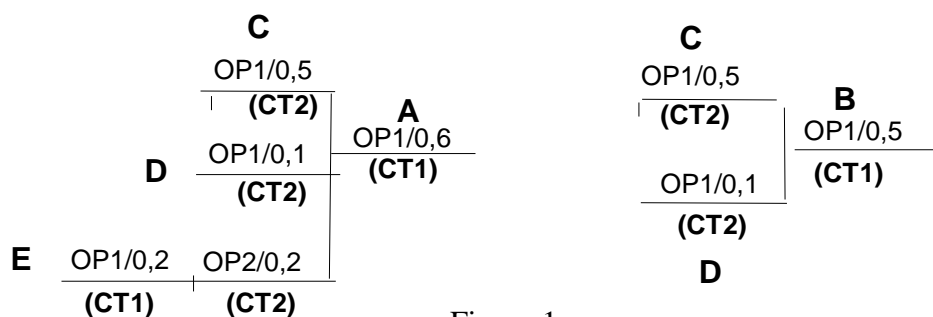 C
OP1/0,5
(CT2)
A
OP1/0,6
(CT1)
D
OP1/0,1
(CT2)
E
OP1/0,2
OP2/0,2
(CT1)
(CT2)
C
OP1/0,5
(CT2)
B
OP1/0,5
(CT1)
OP1/0,1
(CT2)
D